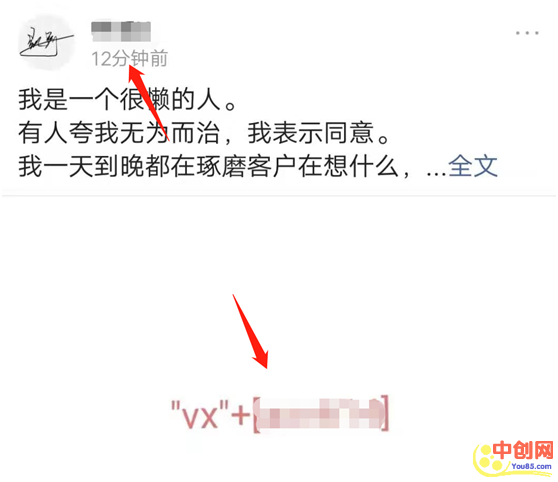 12分钟前
我是一个很懒的人。
有人夸我无为而治，我表示同意。
我一天到晚都在琢磨客户在想什么，...全文
"vx"+[]
中创网
You85.com